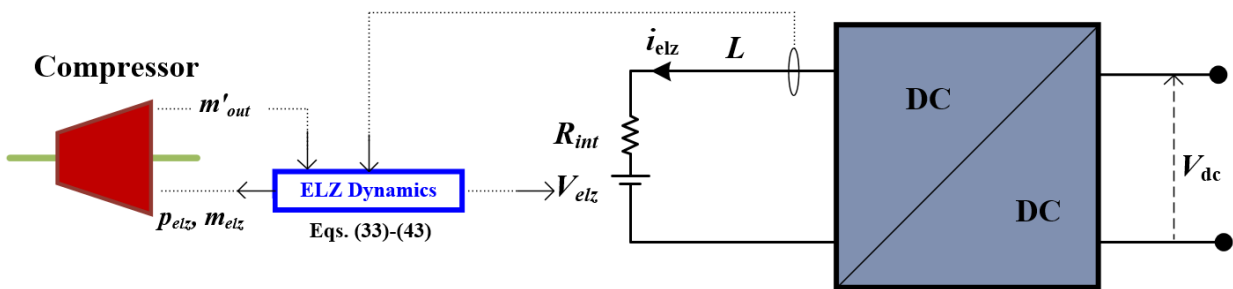 Compressor
m'out
ELZ Dynamics
Eqs. (33)-(43)
pelz, melz
Velz
Rint
ielz
L
DC
DC
Vdc